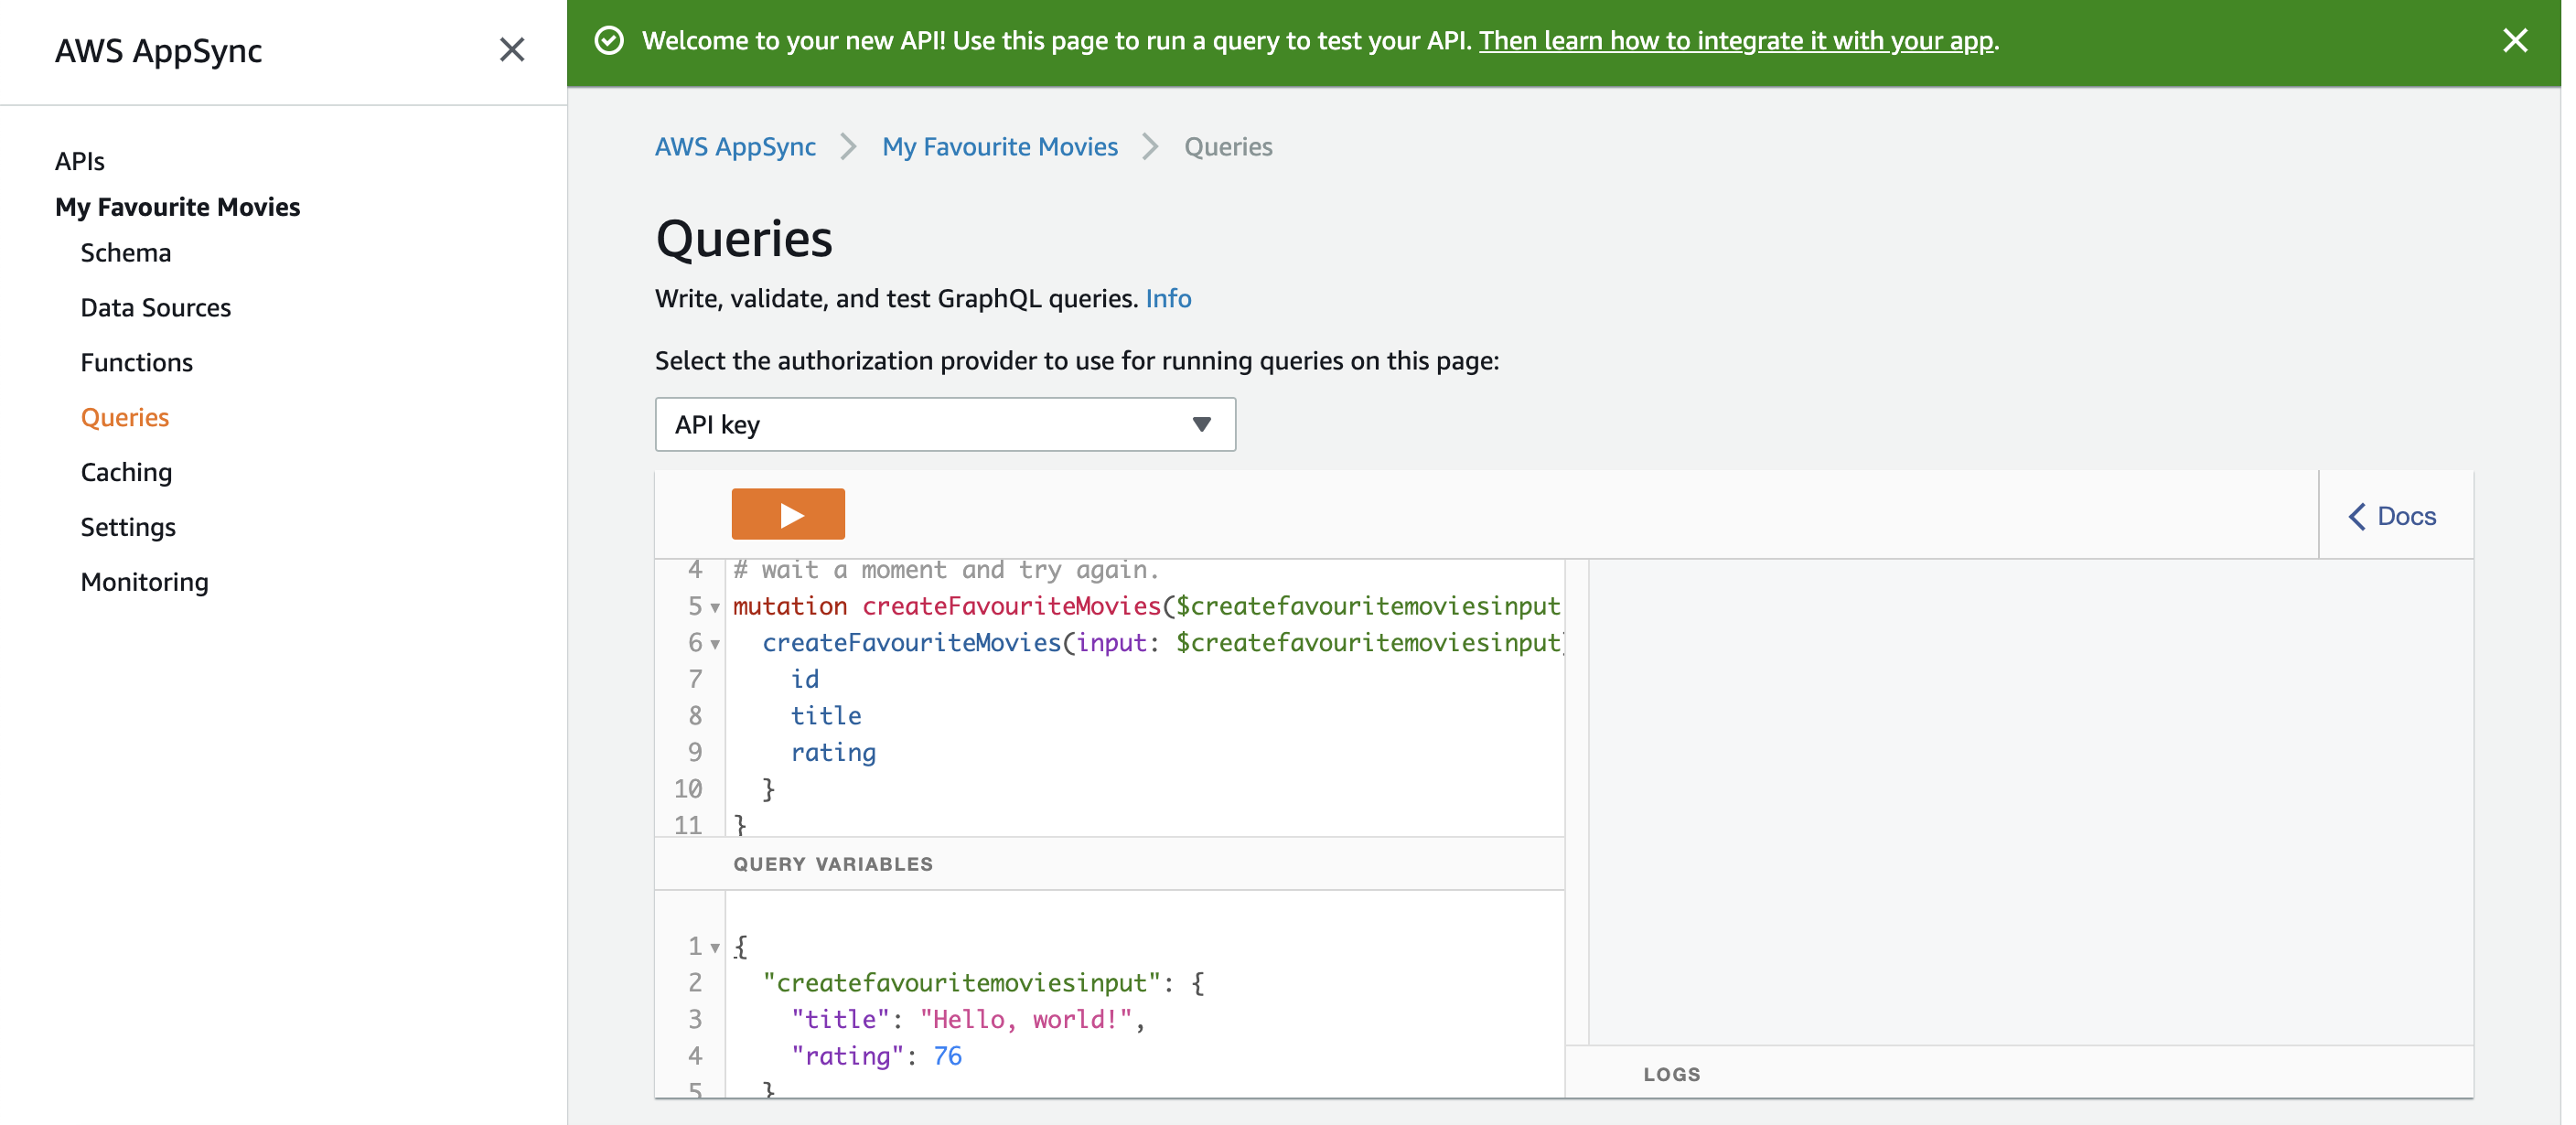 AWS AppSync
APIs
My Favourite Movies
Schema
Data Sources
Functions
Queries
Caching
Settings
Monitoring
Welcome to your new API! Use this page to run a query to test your API. Then learn how to integrate it with your app.
AWS AppSync > My Favourite Movies > Queries
Queries
Write, validate, and test GraphQL queries. Info
Select the authorization provider to use for running queries on this page:
API key
Docs
4 # wait a moment and try again.
5 mutation createFavouriteMovies($createfavouritemoviesinput
6 createFavouriteMovies(input: $createfavouritemoviesinput)
7 id
8 title
9 rating
10 }
11 }
QUERY VARIABLES
1 {
2 "createfavouritemoviesinput": {
3 "title": "Hello, world!",
4 "rating": 76
5 }
LOGS